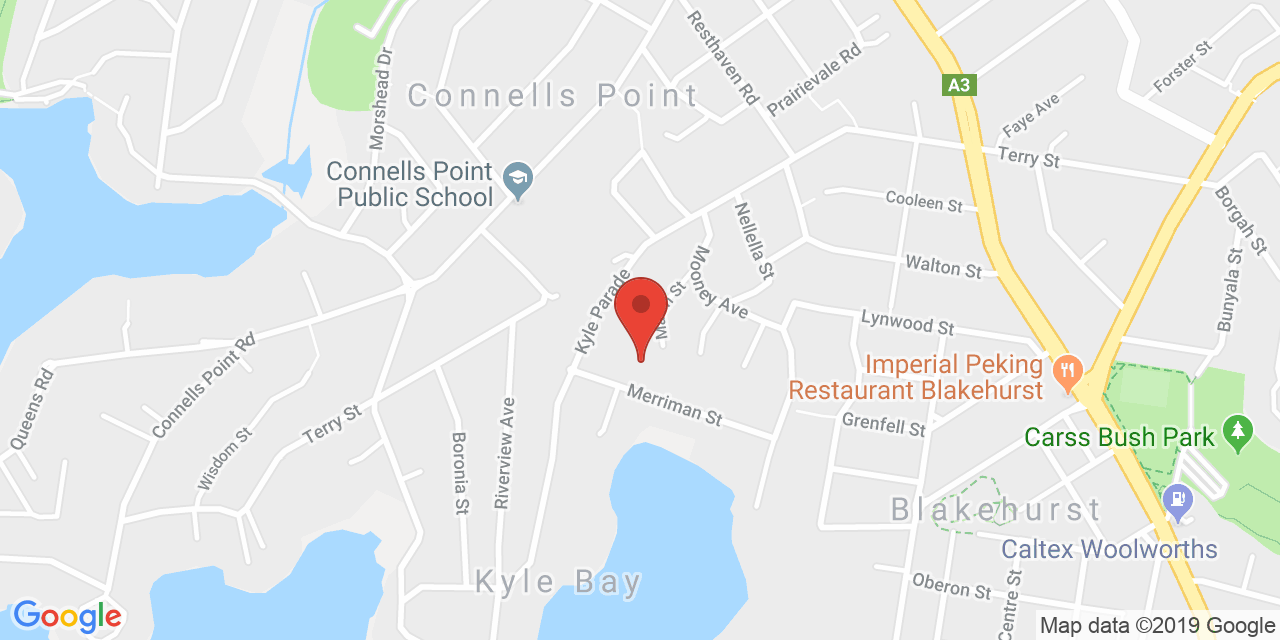 Resthaven Rd
Prairievale Rd
Morshead Dr
Connells Point
A3
Forster St
Faye Ave
Terry St
Connells Point
Public School
Cooleen St
Nellella St
Borgah St
Walton St
Bunyala St
Mooney Ave
Kyle Parade
St
Lynwood St
Imperial Peking
Restaurant Blakehurst
Connells Point Rd
Queens Rd
Merriman St
Grenfell St
Terry St
Wisdom St
Riverview Ave
Boronia St
Carss Bush Park
Blakehurst
Caltex Woolworths
Kyle Bay
Oberon St
Centre St
Google
Map data ©2019 Google